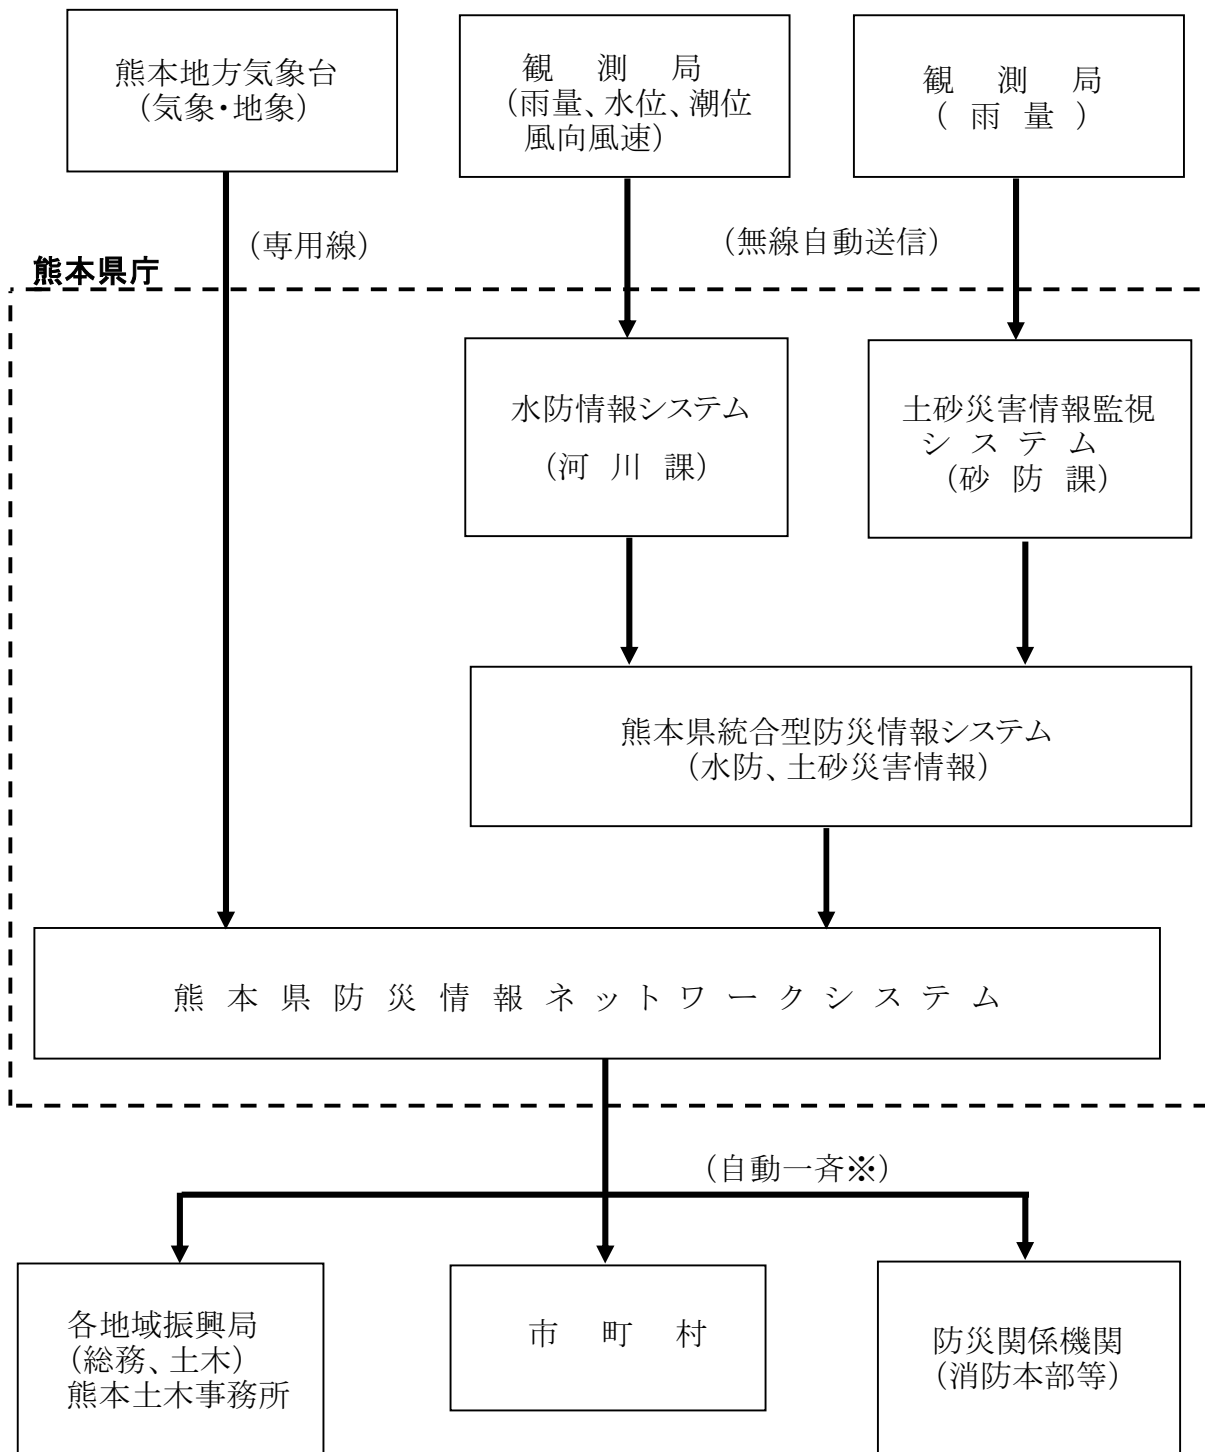 熊本地方気象台
(気象・地象)
観 測 局
(雨量、水位、潮位
風向風速)
観 測 局
( 雨 量 )
(専用線)
(無線自動送信)
熊本県庁
水防情報システム
(河 川 課)
土砂災害情報監視
シ ス テ ム
(砂 防 課)
熊本県統合型防災情報システム
(水防、土砂災害情報)
熊 本 県 防 災 情 報 ネ ッ ト ワ ー ク シ ス テ ム
(自動一斉※)
各地域振興局
(総務、土木)
熊本土木事務所
市 町 村
防災関係機関
(消防本部等)